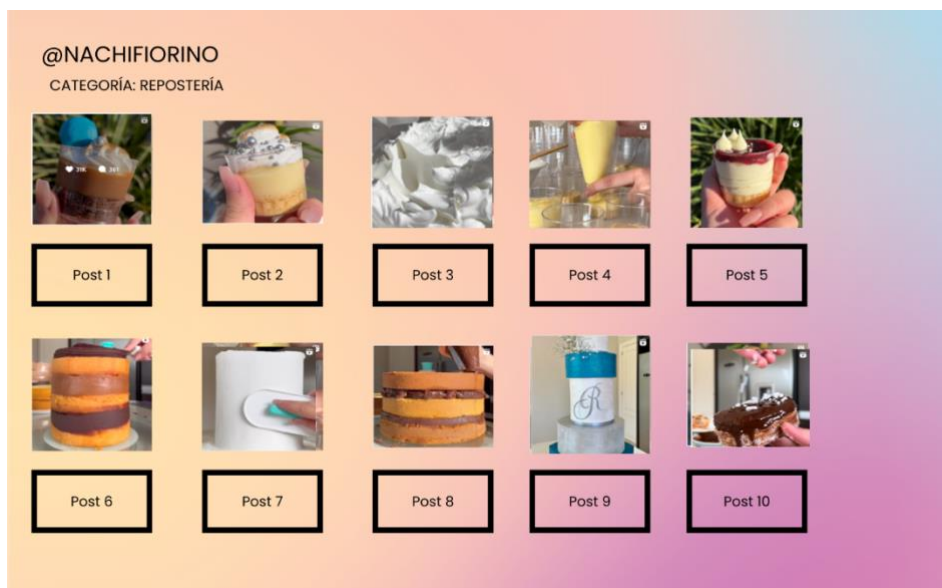 @NACHIFIORINO
CATEGORÍA: REPOSTERÍA
Post 1
Post 2
Post 3
Post 4
Post 5
Post 6
Post 7
Post 8
Post 9
Post 10
R